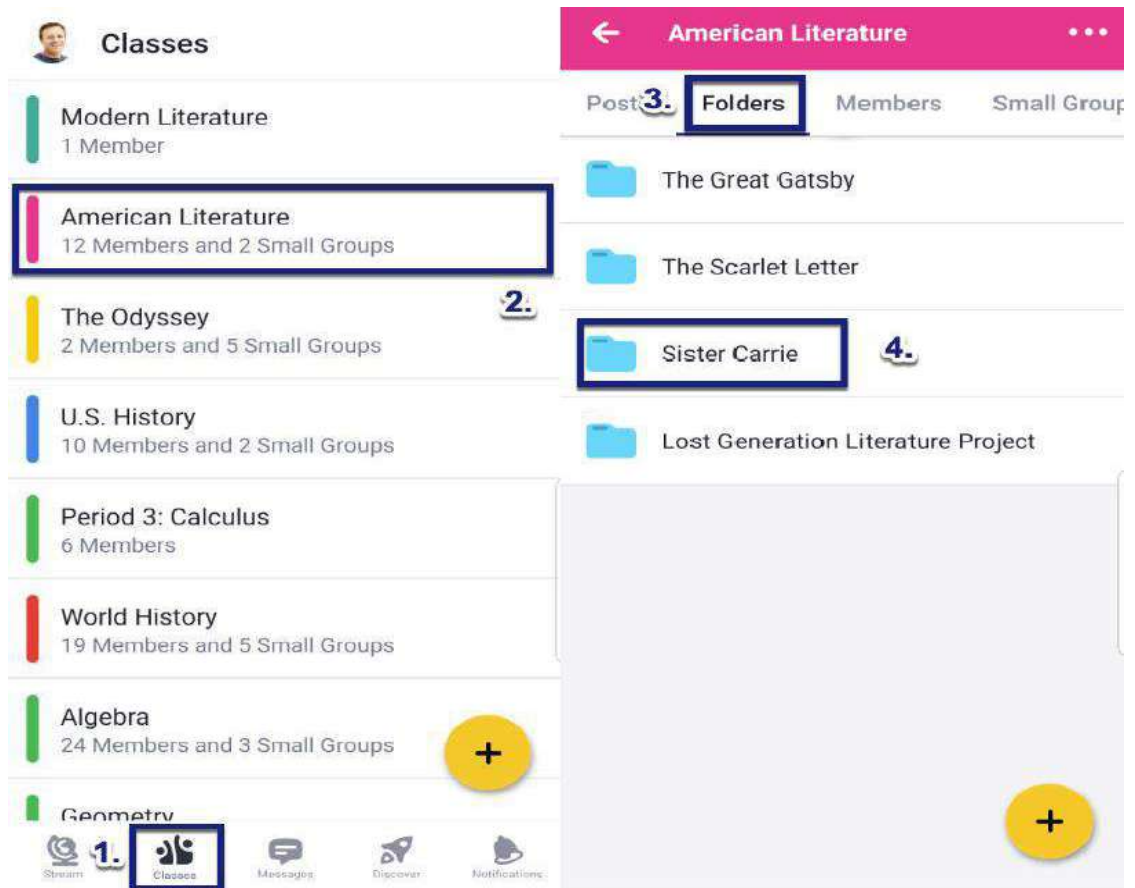 Classes
Modern Literature
1 Member
American Literature
12 Members and 2 Small Groups
2.
The Odyssey
2 Members and 5 Small Groups
U.S. History
10 Members and 2 Small Groups
Period 3: Calculus
6 Members
World History
19 Members and 5 Small Groups
Algebra
24 Members and 3 Small Groups
Geometry
1.
Stream Classes Messages Discover Notifications
American Literature
Post 3. Folders Members Small Group
The Great Gatsby
The Scarlet Letter
Sister Carrie 4.
Lost Generation Literature Project